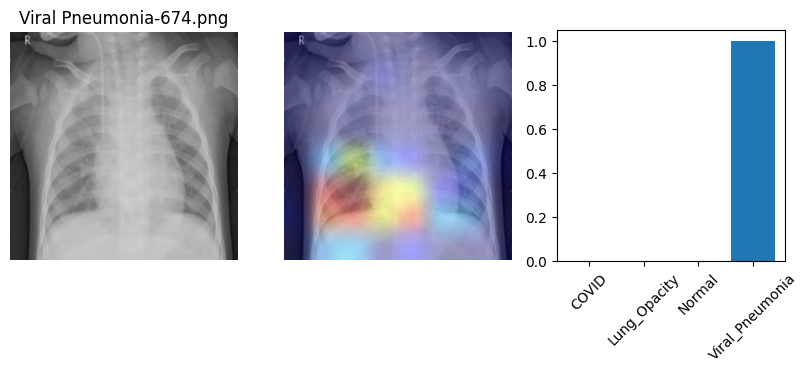 Viral Pneumonia-674.png
R
R
1.0
0.8
0.6
0.4
0.2
0.0
COVID
Lung_Opacity
Normal
Viral_Pneumonia